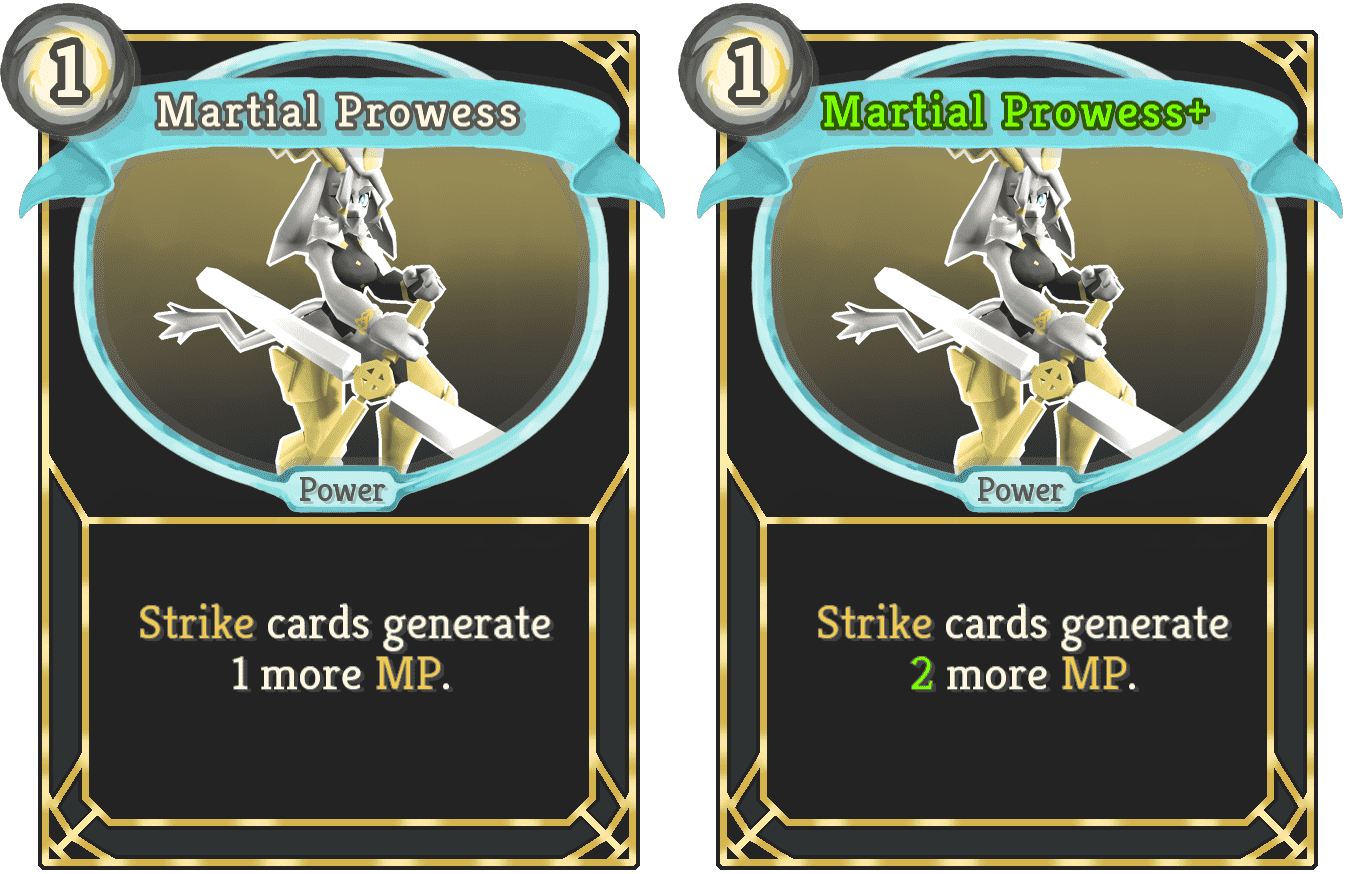 1
Martial Prowess
Power
Strike cards generate
1 more MP.
1
Martial Prowess+
Power
Strike cards generate
2 more MP.